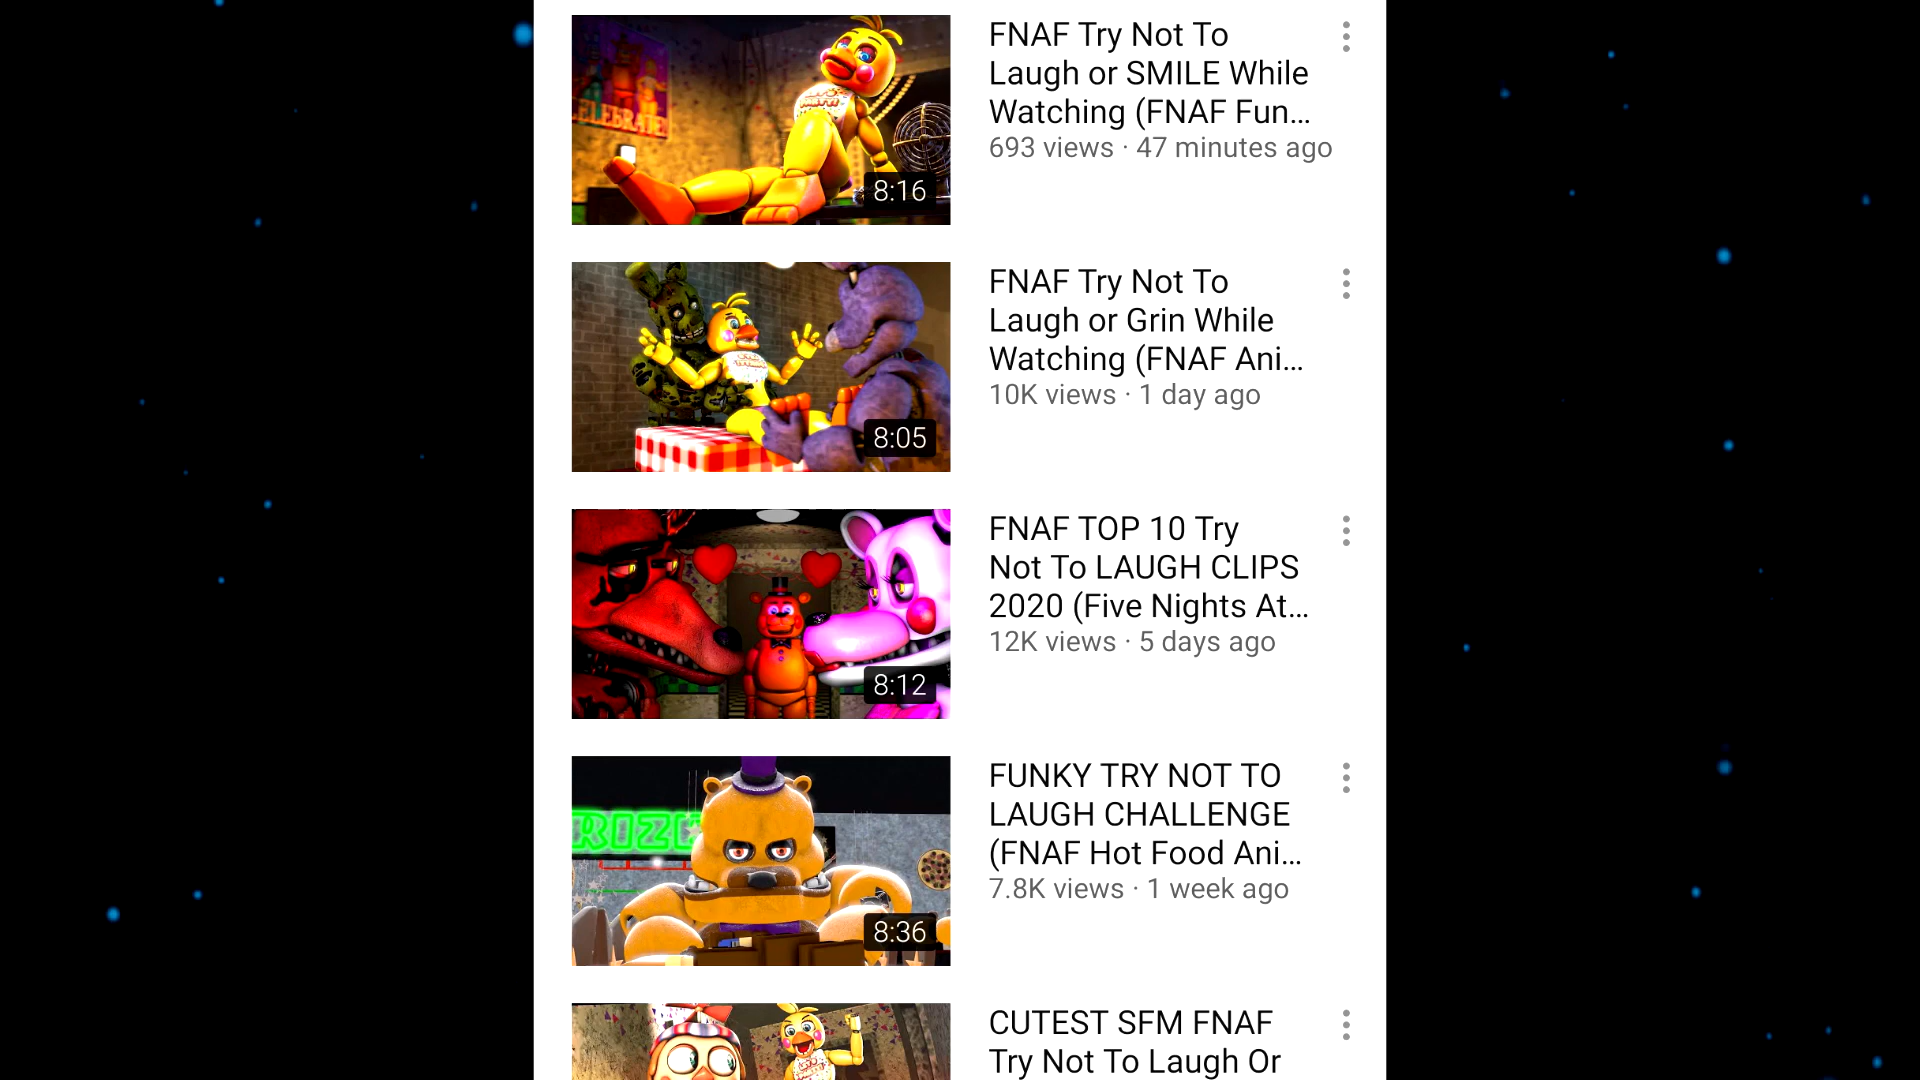 CELEBRATE!
8:16
FNAF Try Not To
Laugh or SMILE While
Watching (FNAF Fun...
693 views · 47 minutes ago
8:05
FNAF Try Not To
Laugh or Grin While
Watching (FNAF Ani...
10K views · 1 day ago
8:12
FNAF TOP 10 Try
Not To LAUGH CLIPS
2020 (Five Nights At...
12K views · 5 days ago
8:36
FUNKY TRY NOT TO
LAUGH CHALLENGE
(FNAF Hot Food Ani...
7.8K views · 1 week ago
CUTEST SFM FNAF
Try Not To Laugh Or